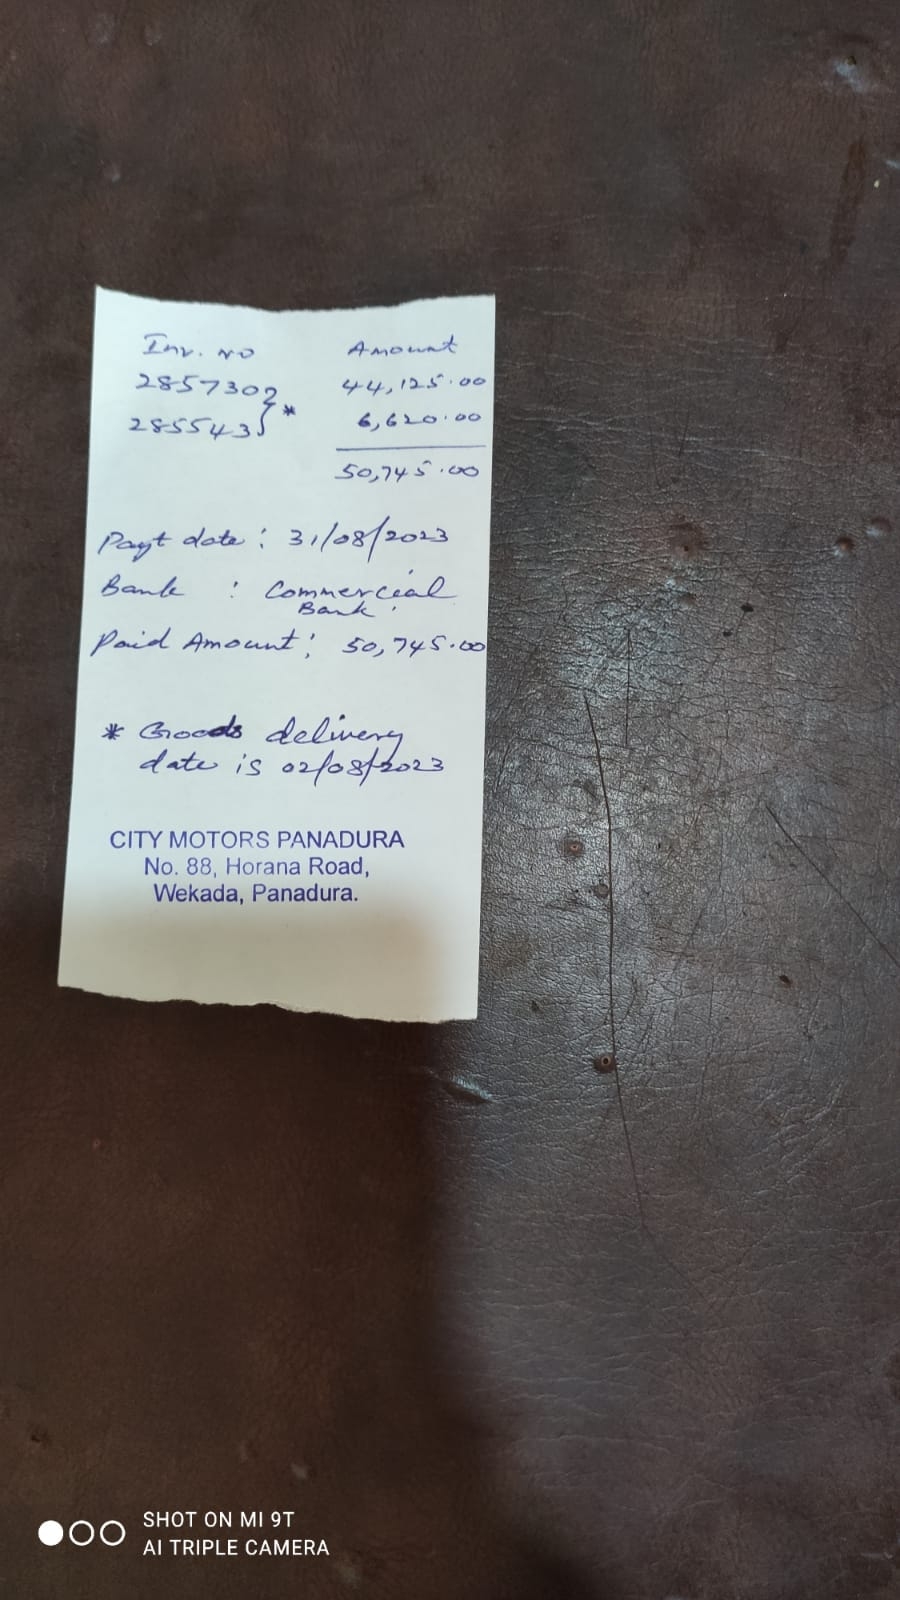 Inv. No Amount
285730 } * 44,125.00
285543 6,620.00
50,745.00
Payt date : 31/08/2023
Bank : Commercial
Bank.
Paid Amount : 50,745.00
* Goods delivery
date is 02/08/2023
CITY MOTORS PANADURA
No. 88, Horana Road,
Wekada, Panadura.
SHOT ON MI 9T
AI TRIPLE CAMERA